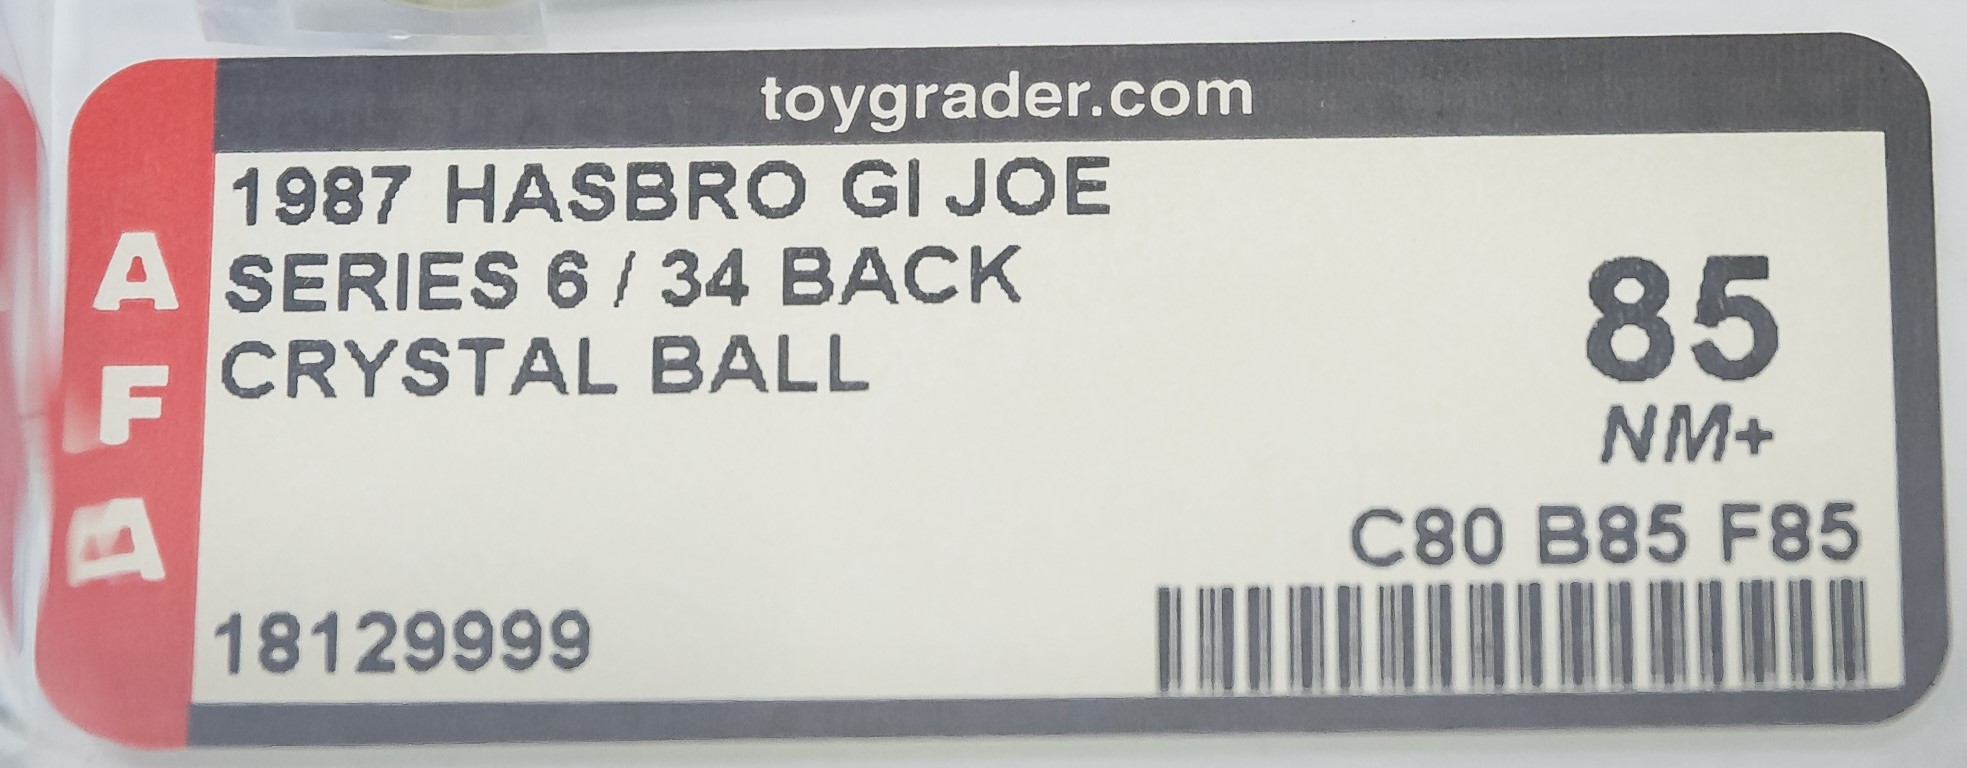 toygrader.com
AFA
1987 HASBRO GI JOE
SERIES 6 / 34 BACK
CRYSTAL BALL
85
NM+
C80 B85 F85
18129999